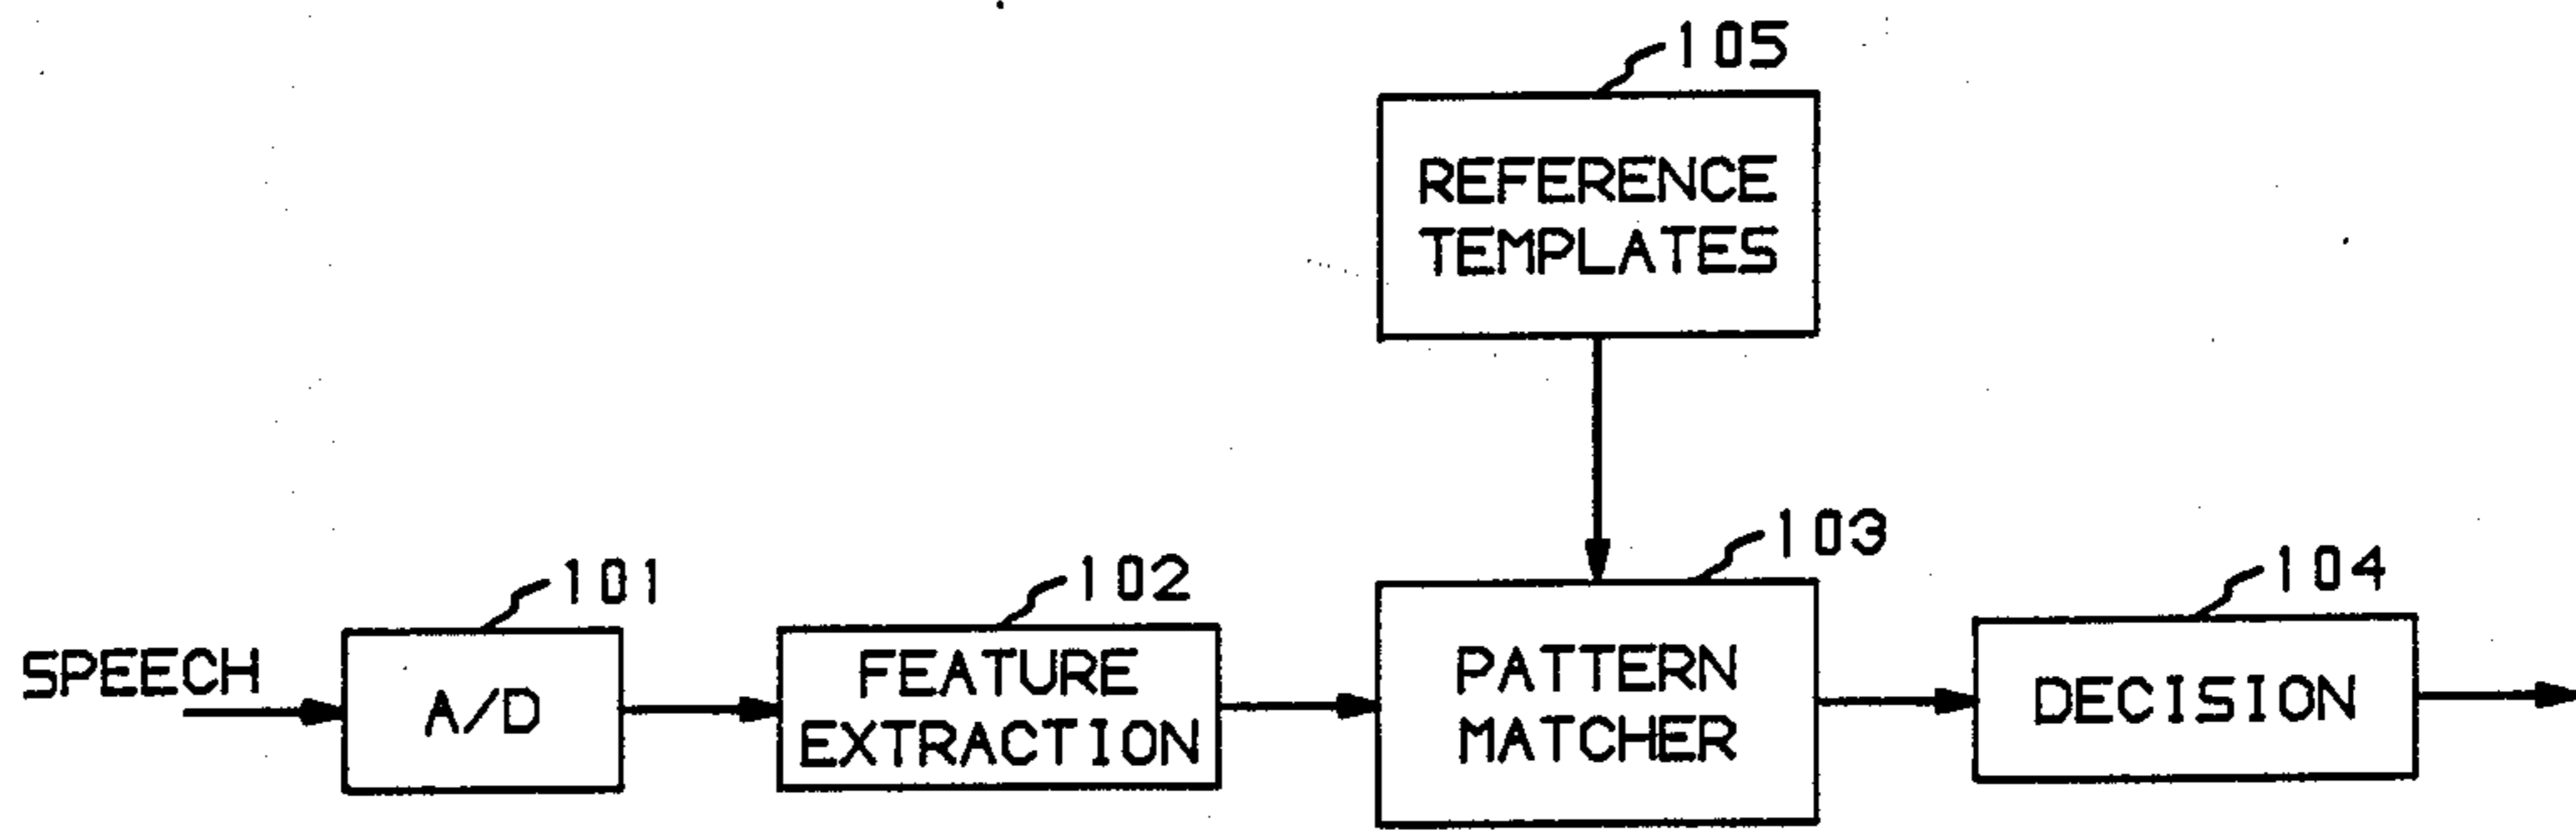 105
REFERENCE
TEMPLATES
103
101
102
104
SPEECH
A/D
FEATURE
EXTRACTION
PATTERN
MATCHER
DECISION